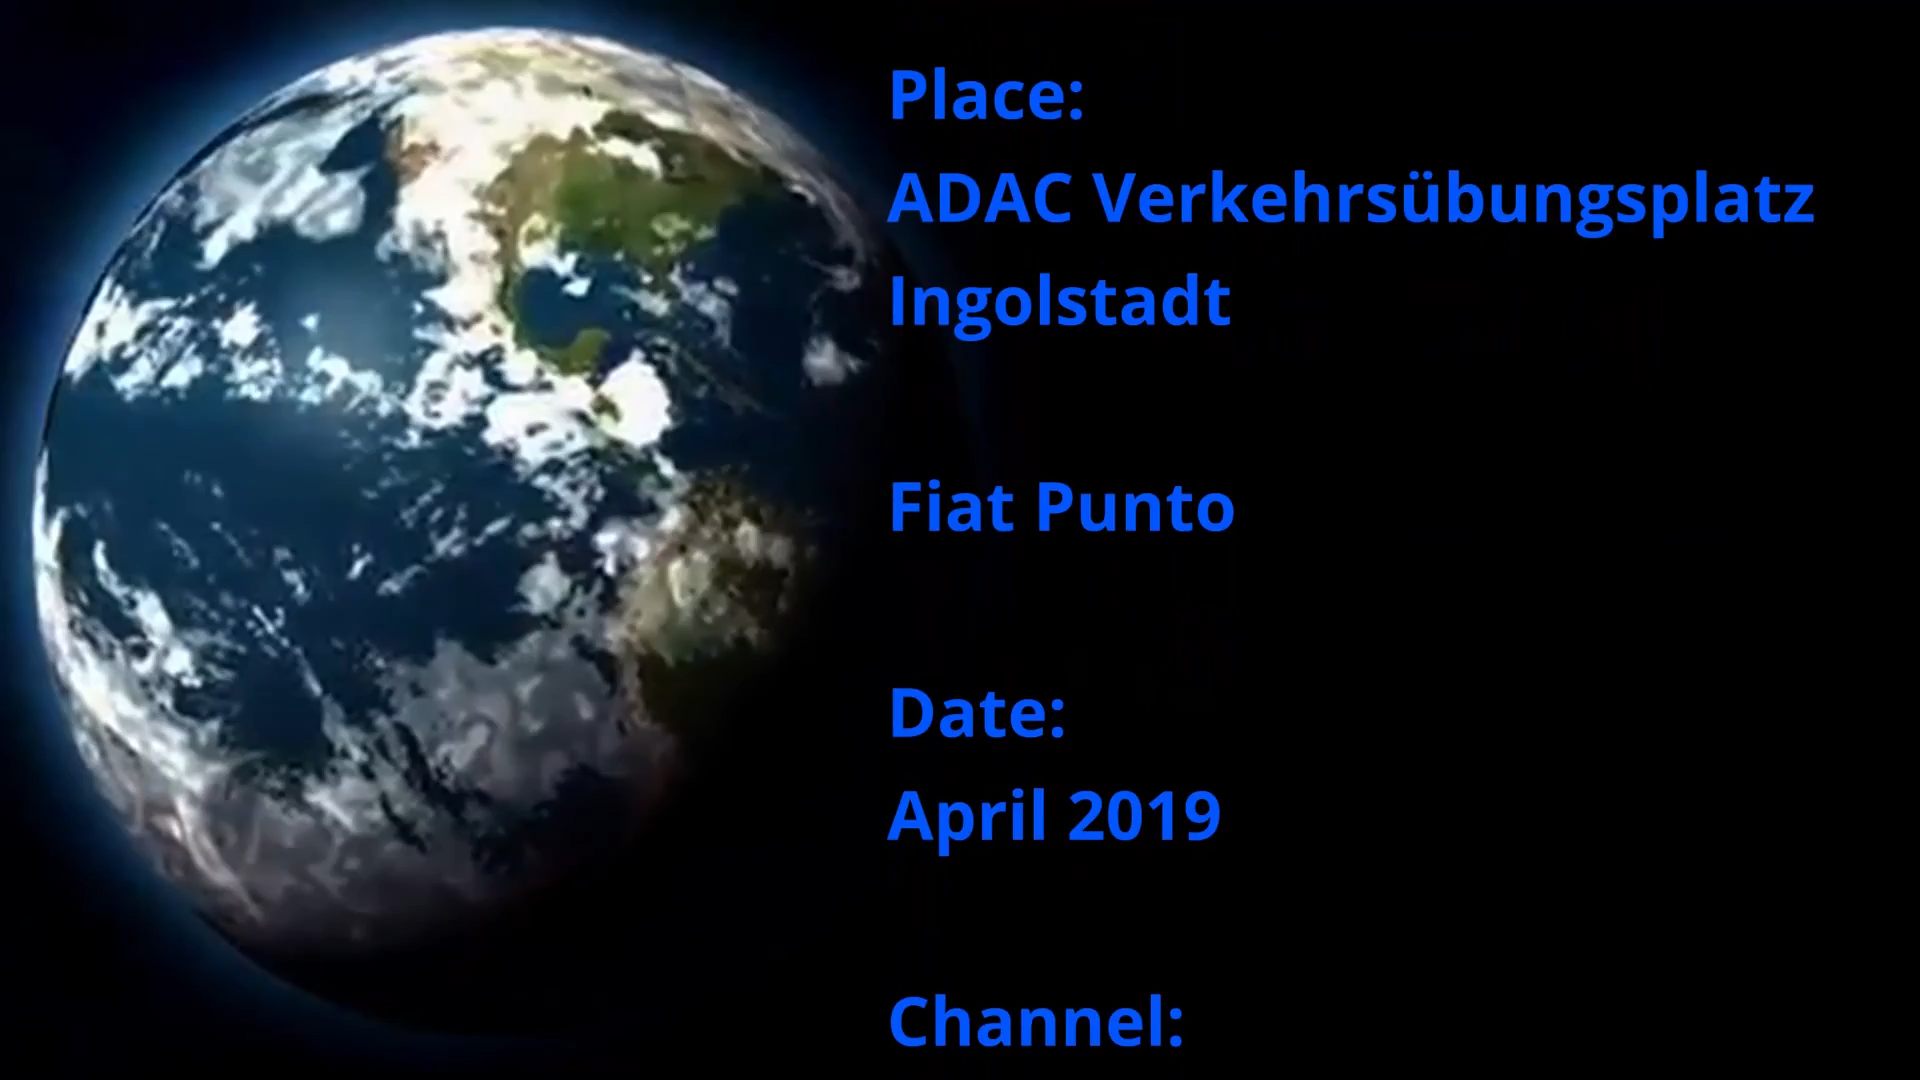 Place:
ADAC Verkehrsübungsplatz
Ingolstadt
Fiat Punto
Date:
April 2019
Channel: